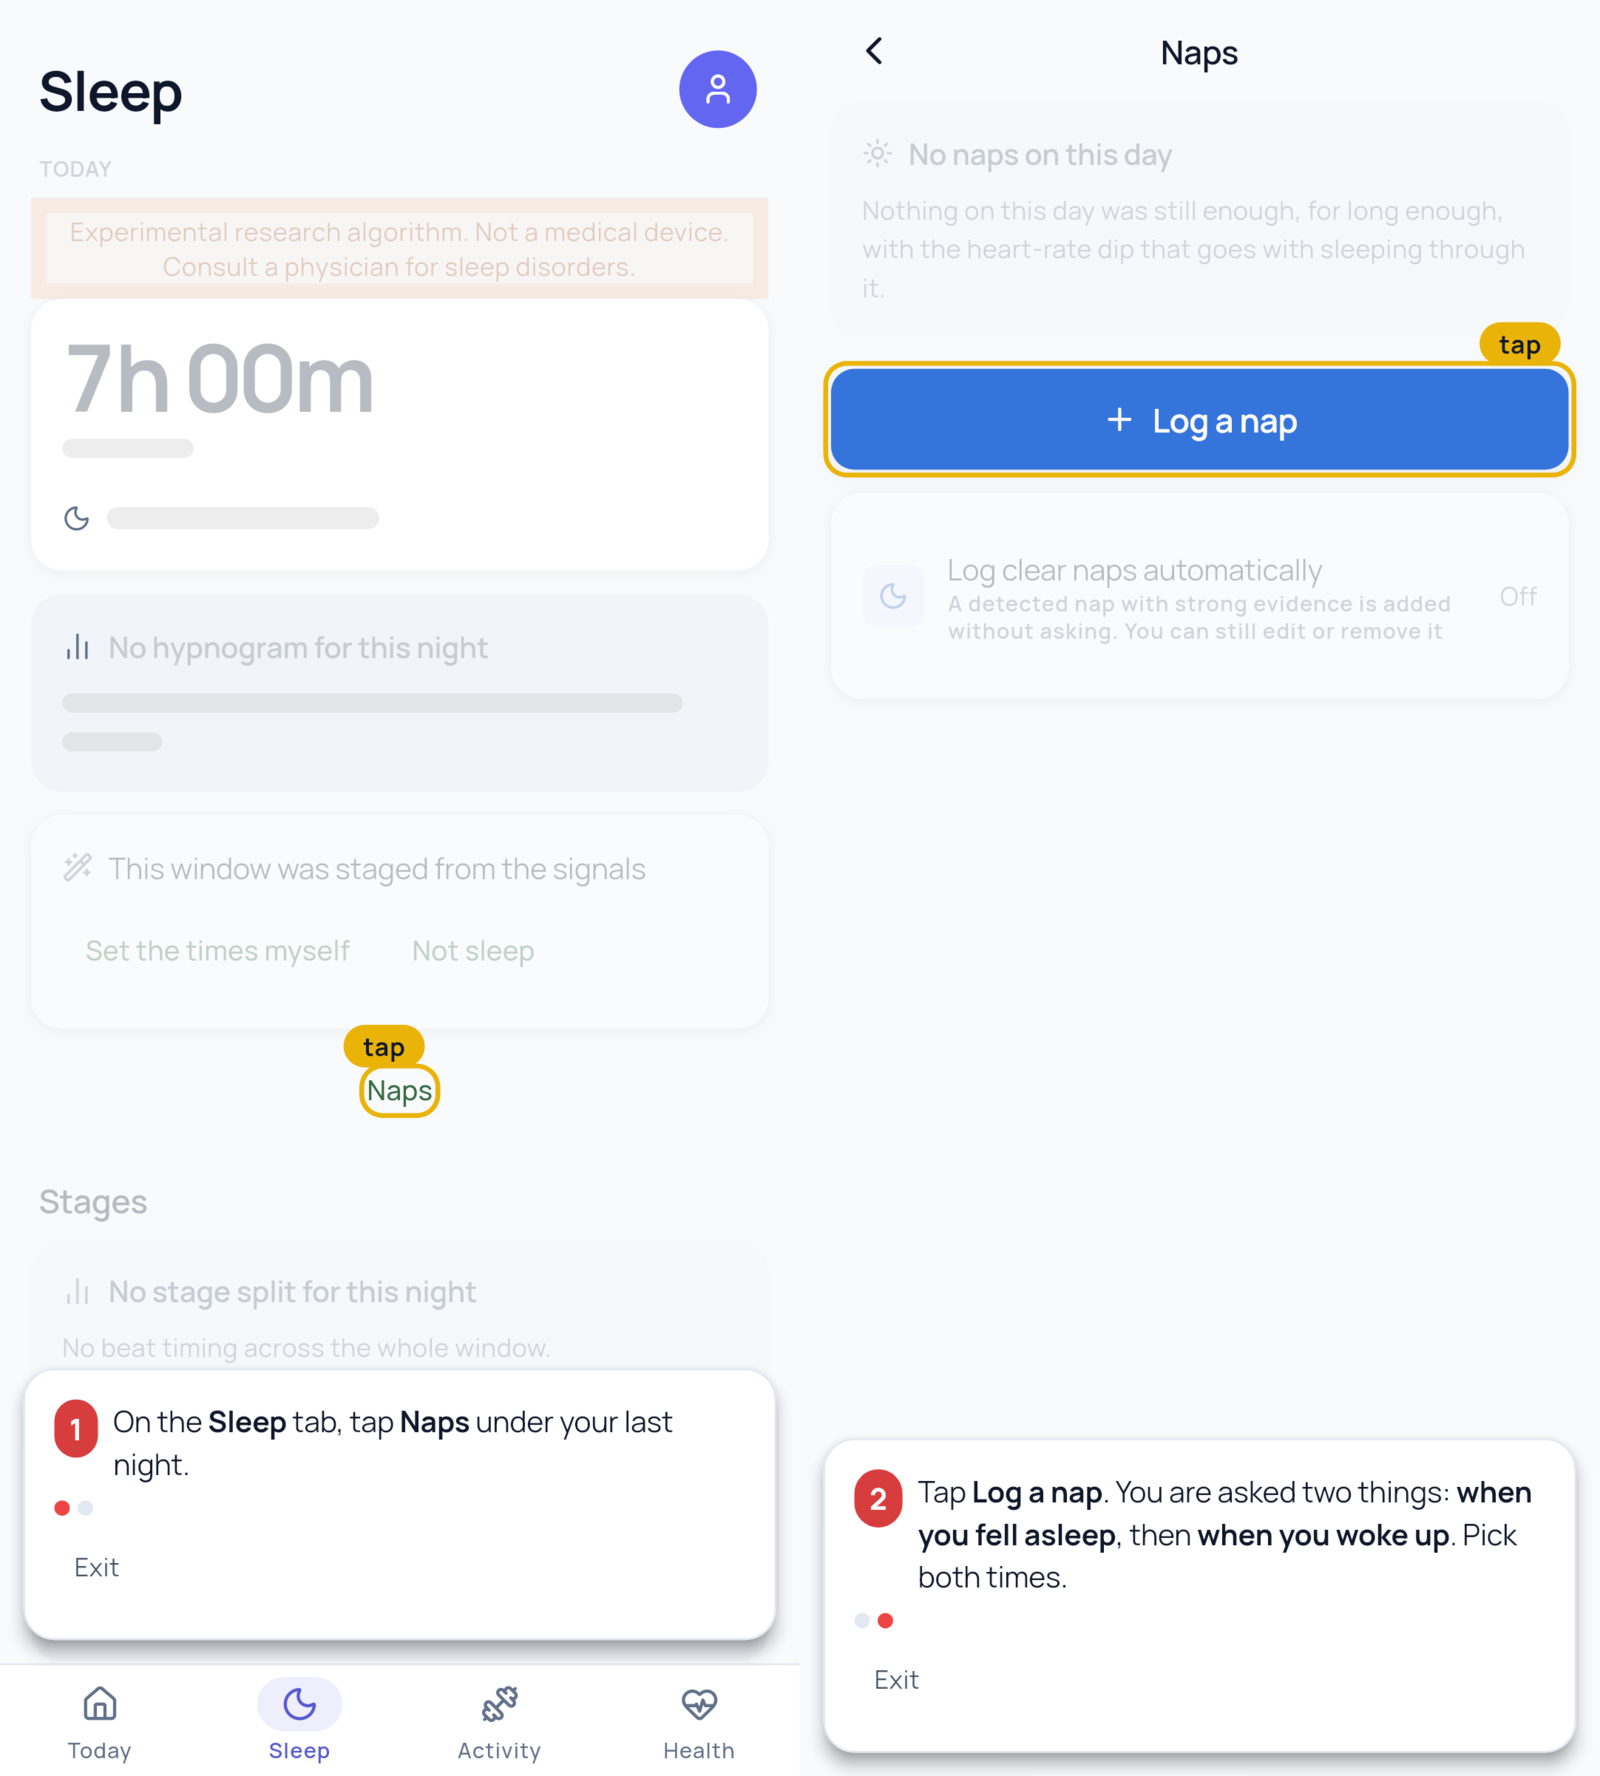 Sleep
TODAY
Experimental research algorithm. Not a medical device.
Consult a physician for sleep disorders.
7h 00m
No hypnogram for this night
This window was staged from the signals
Set the times myself
Not sleep
tap
Naps
Stages
No stage split for this night
No beat timing across the whole window.
1
On the Sleep tab, tap Naps under your last
night.
Exit
Today
Sleep
Activity
Health
Naps
No naps on this day
Nothing on this day was still enough, for long enough,
with the heart-rate dip that goes with sleeping through
it.
tap
+ Log a nap
Log clear naps automatically
A detected nap with strong evidence is added
without asking. You can still edit or remove it
Off
2
Tap Log a nap. You are asked two things: when
you fell asleep, then when you woke up. Pick
both times.
Exit